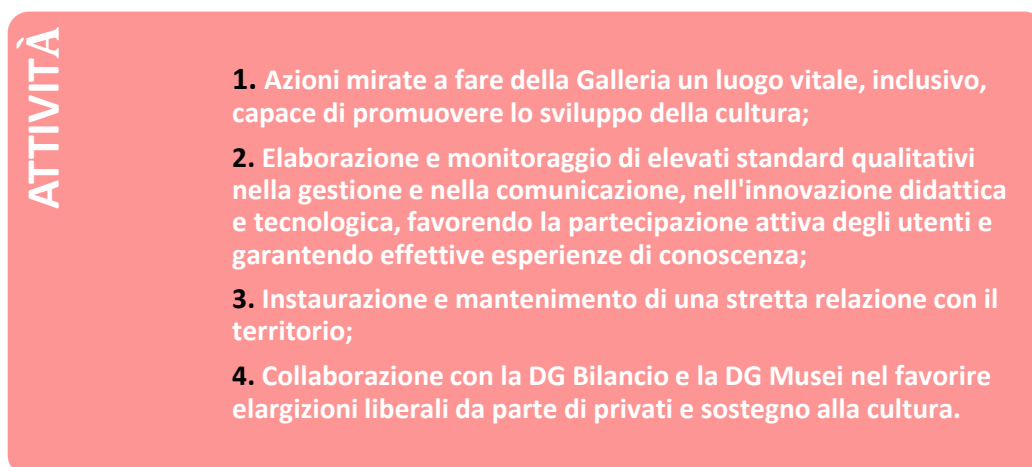 ATTIVITÀ
1. Azioni mirate a fare della Galleria un luogo vitale, inclusivo,
capace di promuovere lo sviluppo della cultura;
2. Elaborazione e monitoraggio di elevati standard qualitativi
nella gestione e nella comunicazione, nell'innovazione didattica
e tecnologica, favorendo la partecipazione attiva degli utenti e
garantendo effettive esperienze di conoscenza;
3. Instaurazione e mantenimento di una stretta relazione con il
territorio;
4. Collaborazione con la DG Bilancio e la DG Musei nel favorire
elargizioni liberali da parte di privati e sostegno alla cultura.